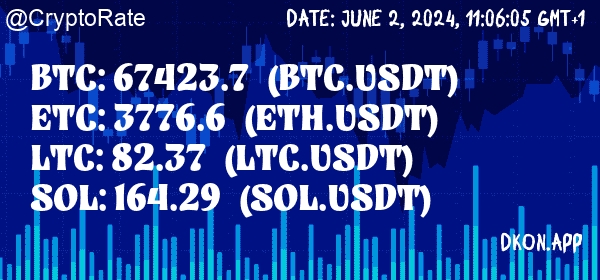 @CryptoRate
DATE: JUNE 2, 2024, 11:06:05 GMT+1
BTC: 67423.7 (BTC.USDT)
ETC: 3776.6 (ETH.USDT)
LTC: 82.37 (LTC.USDT)
SOL: 164.29 (SOL.USDT)
DKON.APP